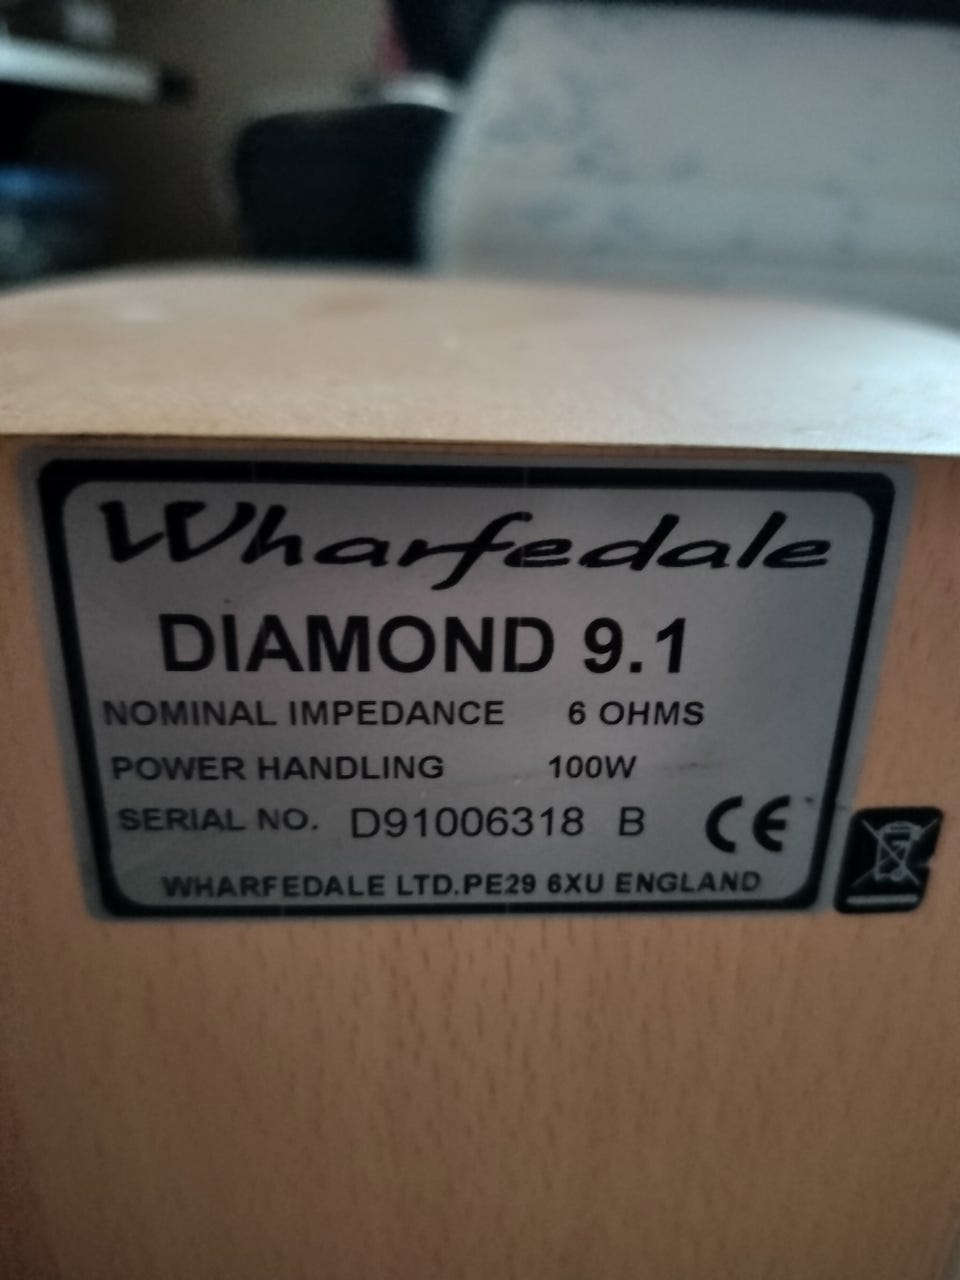 Wharfedale
DIAMOND 9.1
NOMINAL IMPEDANCE 6 OHMS
POWER HANDLING 100W
SERIAL NO. D91006318 B CE
WHARFEDALE LTD.PE29 6XU ENGLAND